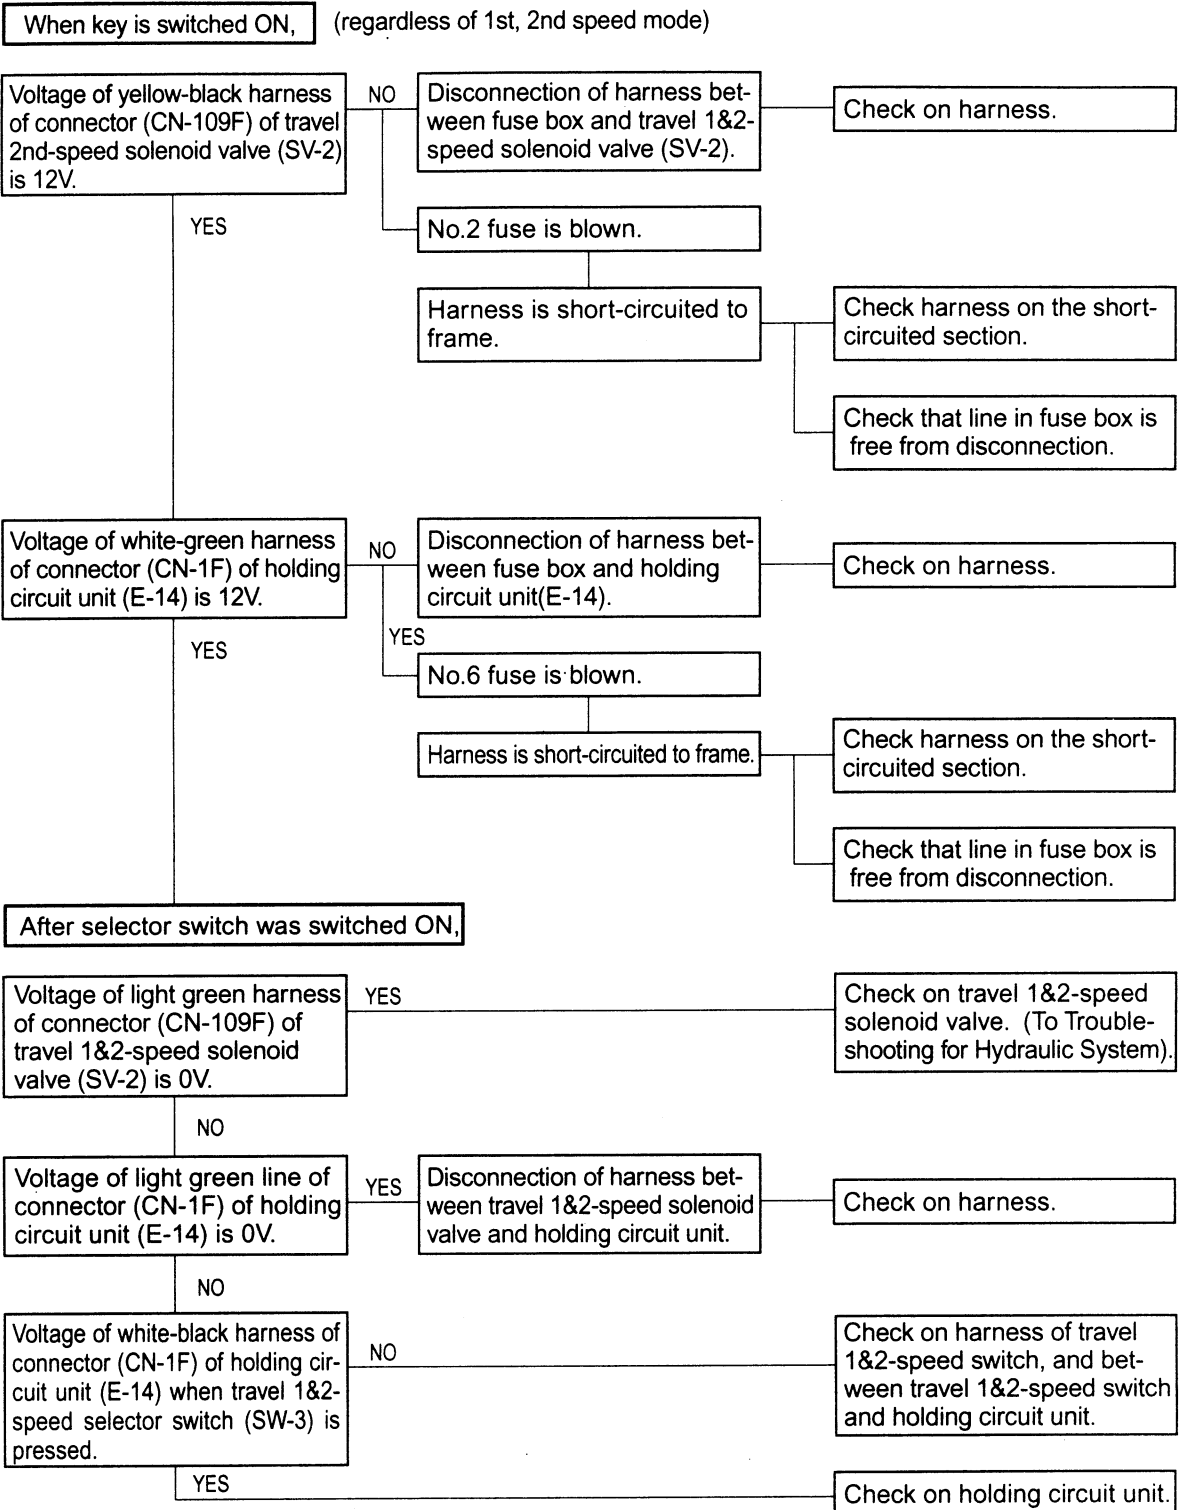 When key is switched ON,
(regardless of 1st, 2nd speed mode)
Voltage of yellow-black harness
of connector (CN-109F) of travel
2nd-speed solenoid valve (SV-2)
is 12V.
NO
Disconnection of harness bet-
ween fuse box and travel 1&2-
speed solenoid valve (SV-2).
Check on harness.
YES
No.2 fuse is blown.
Harness is short-circuited to
frame.
Check harness on the short-
circuited section.
Check that line in fuse box is
free from disconnection.
Voltage of white-green harness
of connector (CN-1F) of holding
circuit unit (E-14) is 12V.
NO
Disconnection of harness bet-
ween fuse box and holding
circuit unit(E-14).
Check on harness.
YES
YES
No.6 fuse is blown.
Harness is short-circuited to frame.
Check harness on the short-
circuited section.
Check that line in fuse box is
free from disconnection.
After selector switch was switched ON,
Voltage of light green harness
of connector (CN-109F) of
travel 1&2-speed solenoid
valve (SV-2) is 0V.
YES
Check on travel 1&2-speed
solenoid valve. (To Trouble-
shooting for Hydraulic System).
NO
Voltage of light green line of
connector (CN-1F) of holding
circuit unit (E-14) is 0V.
YES
Disconnection of harness bet-
ween travel 1&2-speed solenoid
valve and holding circuit unit.
Check on harness.
NO
Voltage of white-black harness of
connector (CN-1F) of holding cir-
cuit unit (E-14) when travel 1&2-
speed selector switch (SW-3) is
pressed.
NO
Check on harness of travel
1&2-speed switch, and bet-
ween travel 1&2-speed switch
and holding circuit unit.
YES
Check on holding circuit unit.